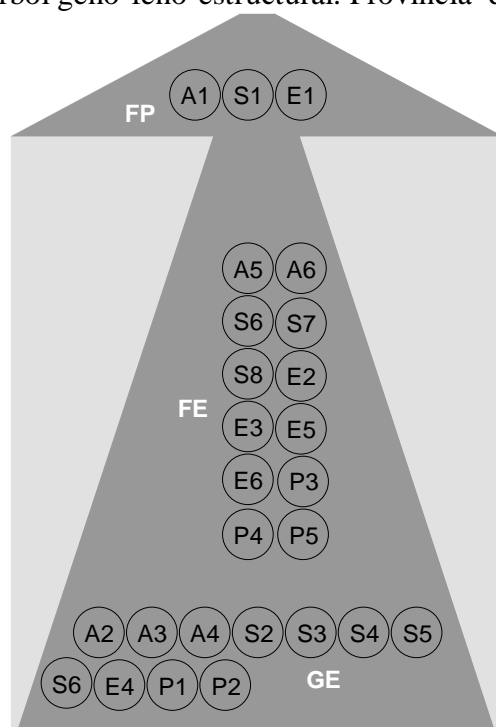 árbol geno-feno-estructural. Provincia
A1 S1 E1
FP
A5 A6
S6 S7
S8 E2
FE
E3 E5
E6 P3
P4 P5
A2 A3 A4 S2 S3 S4 S5
S6 E4 P1 P2 GE